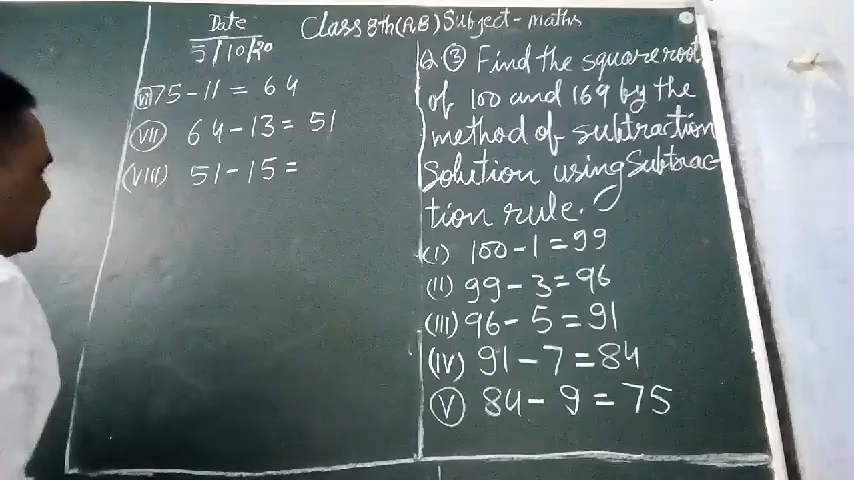 Date
5/10/20
Class 8th (A,B) Subject - maths
Q ③ Find the square root
of 100 and 169 by the
method of subtraction
Solution using Subtrac-
tion rule.
(I) 100 - 1 = 99
(II) 99 - 3 = 96
(III) 96 - 5 = 91
(IV) 91 - 7 = 84
(V) 84 - 9 = 75
(VI) 75 - 11 = 64
(VII) 64 - 13 = 51
(VIII) 51 - 15 =